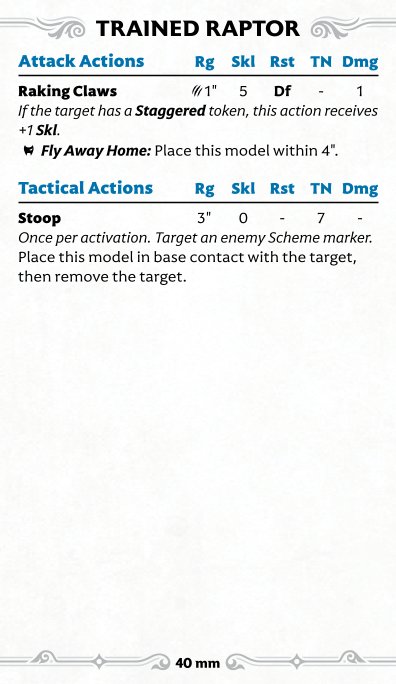 TRAINED RAPTOR
Attack Actions Rg Skl Rst TN Dmg
Raking Claws 1" 5 Df - 1
If the target has a Staggered token, this action receives
+1 Skl.
Fly Away Home: Place this model within 4".
Tactical Actions Rg Skl Rst TN Dmg
Stoop 3" 0 - 7 -
Once per activation. Target an enemy Scheme marker.
Place this model in base contact with the target,
then remove the target.
40 mm